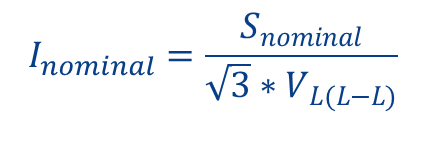 I_nominal = S_nominal / (√3 * V_L(L−L))